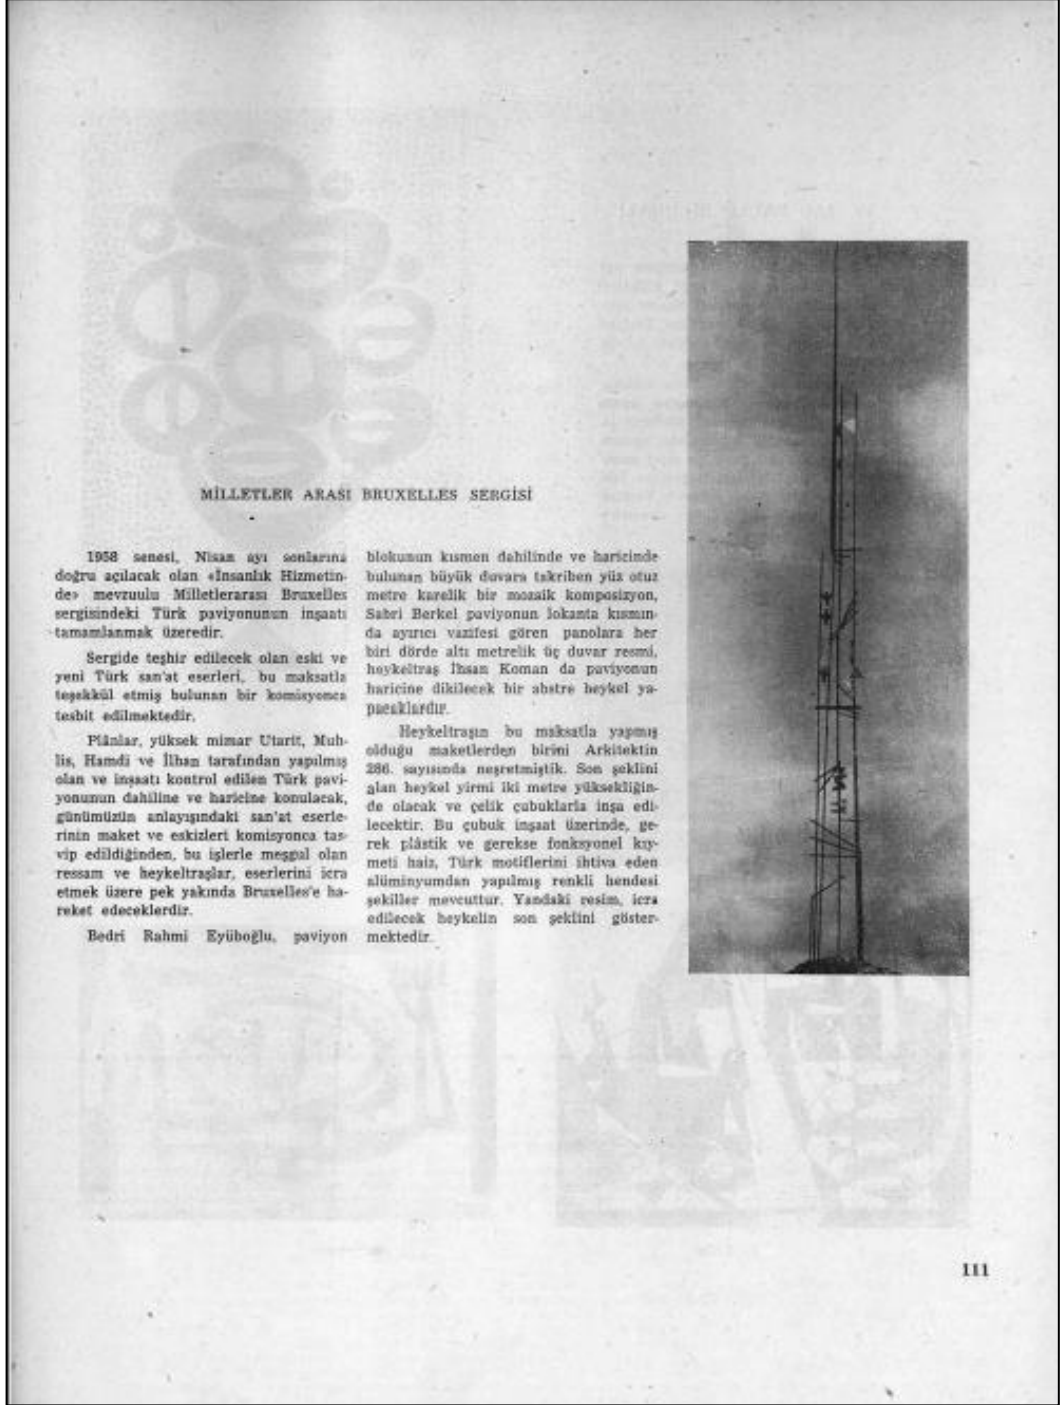 MİLLETLER ARASI BRUXELLES SERGİSİ
1958 senesi, Nisan ayı sonlarına
doğru açılacak olan «İnsanlık Hizmetin-
de» mevzuulu Milletlerarası Bruxelles
sergisindeki Türk paviyonunun inşaatı
tamamlanmak üzeredir.
Sergide teşhir edilecek olan eski ve
yeni Türk san'at eserleri, bu maksatla
teşekkül etmiş bulunan bir komisyonca
tesbit edilmektedir.
Plânlar, yüksek mimar Utarit, Muh-
lis, Hamdi ve İlhan tarafından yapılmış
olan ve inşaatı kontrol edilen Türk pavi-
yonunun dahiline ve haricine konulacak,
günümüzün anlayışındaki san'at eserle-
rinin maket ve eskizleri komisyonca tas-
vip edildiğinden, bu işlerle meşgul olan
ressam ve heykeltraşlar, eserlerini icra
etmek üzere pek yakında Bruxelles'e ha-
reket edeceklerdir.
Bedri Rahmi Eyüboğlu, paviyon
blokunun kısmen dahilinde ve haricinde
bulunan büyük duvara takriben yüz otuz
metre karelik bir mozaik kompozisyon,
Sabri Berkel paviyonun lokanta kısmın-
da ayırıcı vazifesi gören panolara her
biri dörde altı metrelik üç duvar resmi,
heykeltraş İhsan Koman da paviyonun
haricine dikilecek bir abstre heykel ya-
pacaklardır.
Heykeltraşın bu maksatla yapmış
olduğu maketlerden birini Arkitektin
286. sayısında neşretmiştik. Son şeklini
alan heykel yirmi iki metre yüksekliğin-
de olacak ve çelik çubuklarla inşa edi-
lecektir. Bu çubuk inşaat üzerinde, ge-
rek plâstik ve gerekse fonksyonel kıy-
meti haiz, Türk motiflerini ihtiva eden
alüminyumdan yapılmış renkli hendesi
şekiller mevcuttur. Yandaki resim, icra
edilecek heykelin son şeklini göster-
mektedir.
111